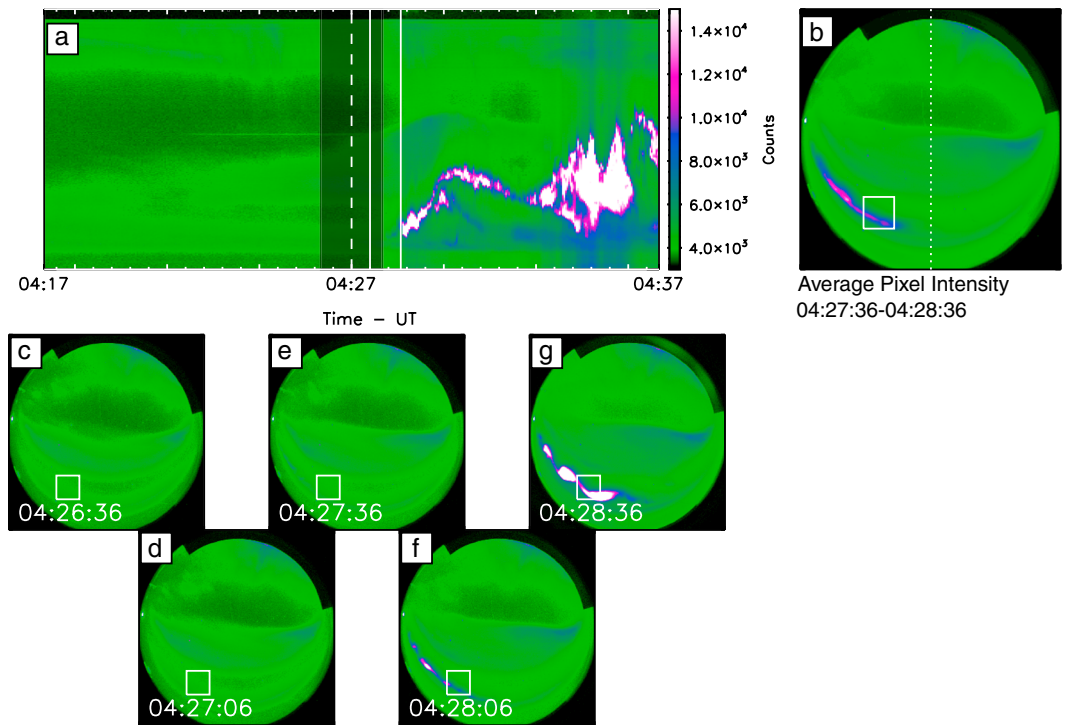 a
1.4×10⁴
1.2×10⁴
1.0×10⁴
8.0×10³
6.0×10³
4.0×10³
Counts
04:17
04:27
04:37
Time – UT
b
Average Pixel Intensity
04:27:36-04:28:36
c
04:26:36
e
04:27:36
g
04:28:36
d
04:27:06
f
04:28:06